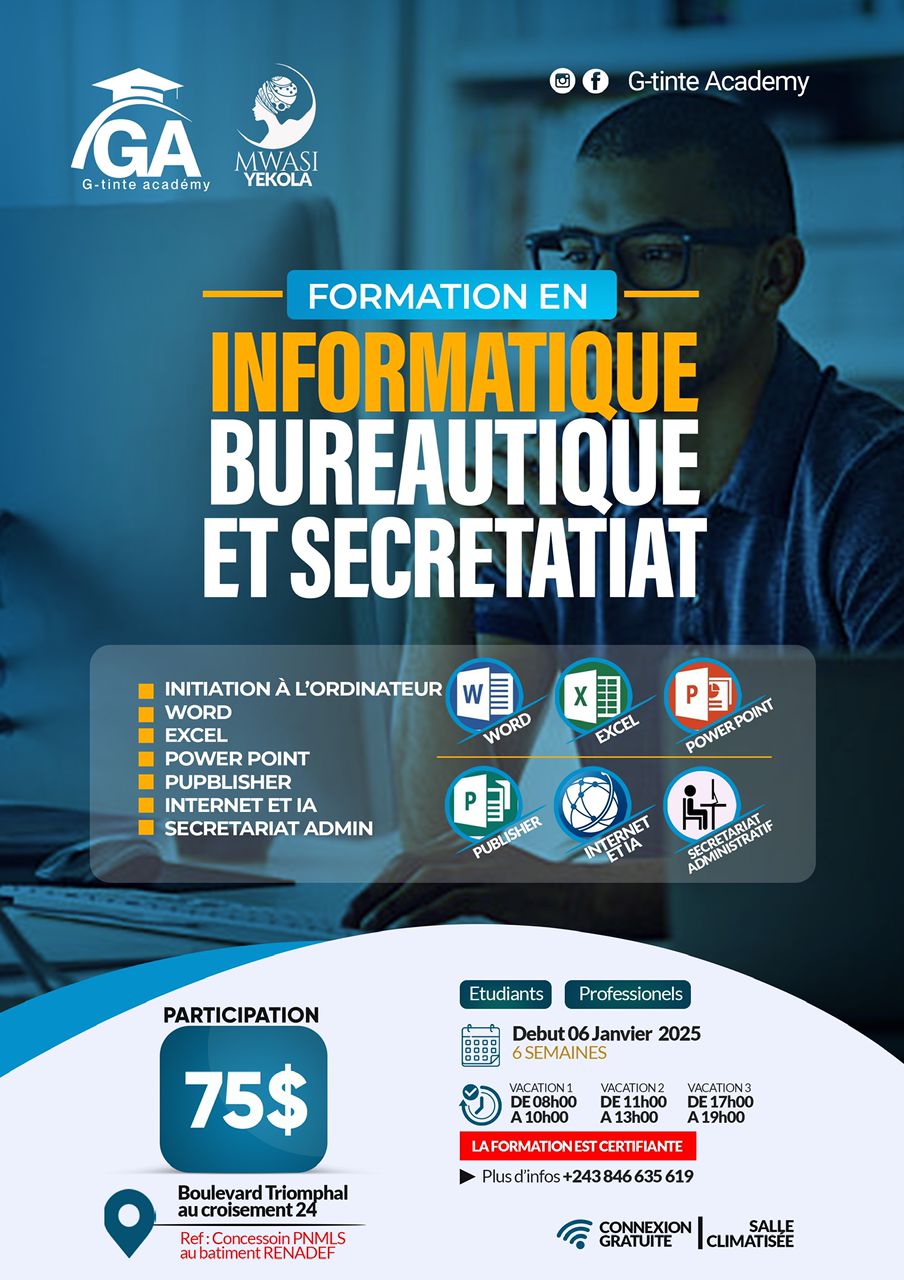 GA
G-tinte académy
MWASI
YEKOLA
G-tinte Academy
FORMATION EN
INFORMATIQUE
BUREAUTIQUE
ET SECRETATIAT
INITIATION À L'ORDINATEUR
WORD
EXCEL
POWER POINT
PUPBLISHER
INTERNET ET IA
SECRETARIAT ADMIN
W
WORD
X
EXCEL
P
POWER POINT
P
PUBLISHER
INTERNET
ET IA
SECRETARIAT
ADMINISTRATIF
PARTICIPATION
75$
Boulevard Triomphal
au croisement 24
Ref : Concessoin PNMLS
au batiment RENADEF
Etudiants Professionels
Debut 06 Janvier 2025
6 SEMAINES
VACATION 1 VACATION 2 VACATION 3
DE 08h00 DE 11h00 DE 17h00
A 10h00 A 13h00 A 19h00
LA FORMATION EST CERTIFIANTE
Plus d'infos +243 846 635 619
CONNEXION
GRATUITE
SALLE
CLIMATISÉE